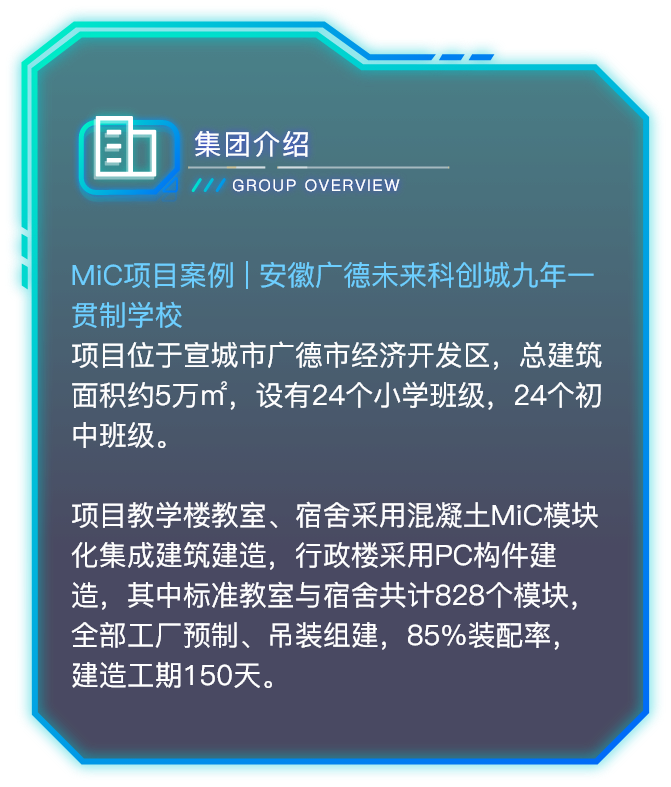 集团介绍
GROUP OVERVIEW
MiC项目案例 | 安徽广德未来科创城九年一
贯制学校
项目位于宣城市广德市经济开发区，总建筑
面积约5万㎡，设有24个小学班级，24个初
中班级。
项目教学楼教室、宿舍采用混凝土MiC模块
化集成建筑建造，行政楼采用PC构件建
造，其中标准教室与宿舍共计828个模块，
全部工厂预制、吊装组建，85%装配率，
建造工期150天。